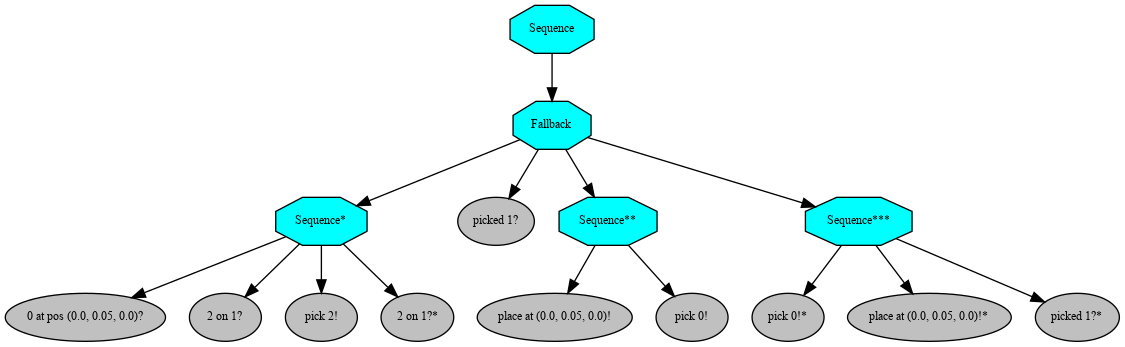 Sequence
Fallback
Sequence*
picked 1?
Sequence**
Sequence***
0 at pos (0.0, 0.05, 0.0)?
2 on 1?
pick 2!
2 on 1?*
place at (0.0, 0.05, 0.0)!
pick 0!
pick 0!*
place at (0.0, 0.05, 0.0)!*
picked 1?*